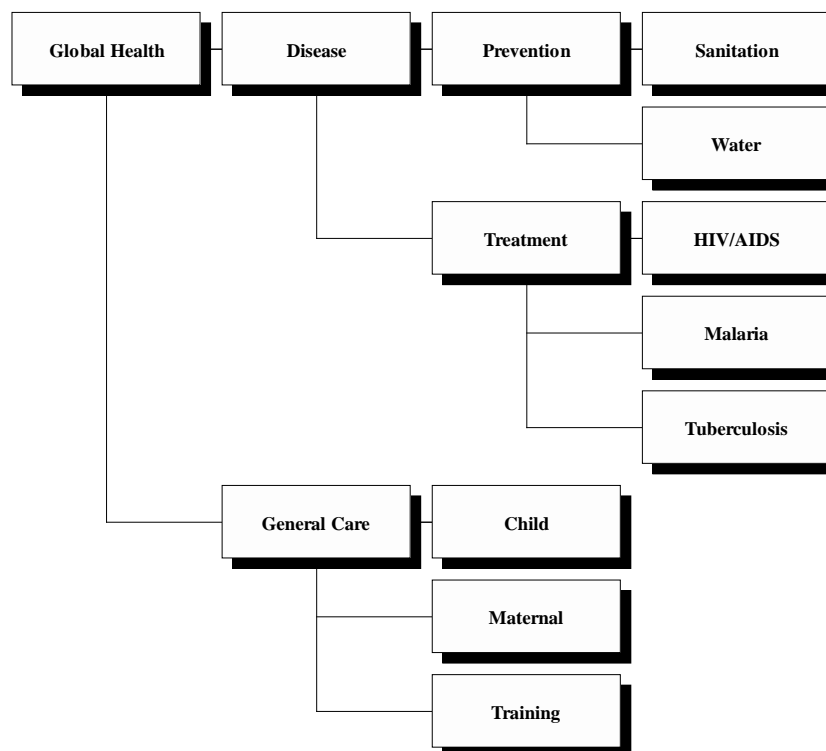 Global Health
Disease
Prevention
Sanitation
Water
Treatment
HIV/AIDS
Malaria
Tuberculosis
General Care
Child
Maternal
Training